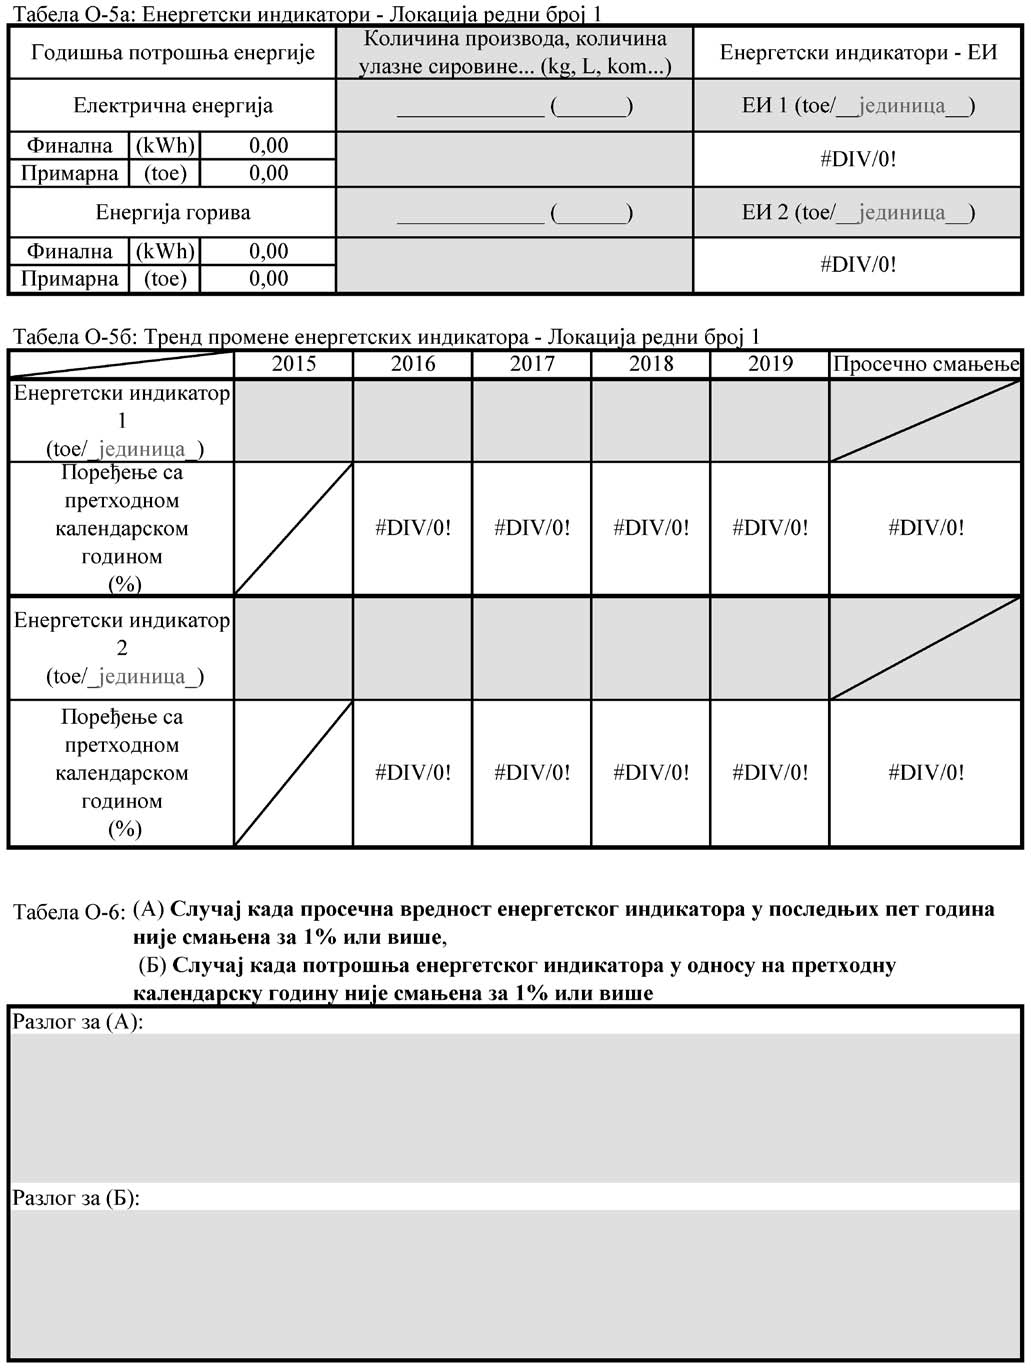 Табела О-5а: Енергетски индикатори - Локација редни број 1
Годишња потрошња енергије
Количина производа, количина
улазне сировине... (kg, L, kom...)
Енергетски индикатори - ЕИ
Електрична енергија
______________ (______)
ЕИ 1 (toe/__јединица__)
Финална (kWh) 0,00
#DIV/0!
Примарна (toe) 0,00
Енергија горива
______________ (______)
ЕИ 2 (toe/__јединица__)
Финална (kWh) 0,00
#DIV/0!
Примарна (toe) 0,00
Табела О-5б: Тренд промене енергетских индикатора - Локација редни број 1
2015 2016 2017 2018 2019 Просечно смањење
Енергетски индикатор
1
(toe/_јединица_)
Поређење са
претходном
календарском
годином
(%)
#DIV/0! #DIV/0! #DIV/0! #DIV/0! #DIV/0!
Енергетски индикатор
2
(toe/_јединица_)
Поређење са
претходном
календарском
годином
(%)
#DIV/0! #DIV/0! #DIV/0! #DIV/0! #DIV/0!
Табела О-6: (А) Случај када просечна вредност енергетског индикатора у последњих пет година
није смањена за 1% или више,
(Б) Случај када потрошња енергетског индикатора у односу на претходну
календарску годину није смањена за 1% или више
Разлог за (А):
Разлог за (Б):